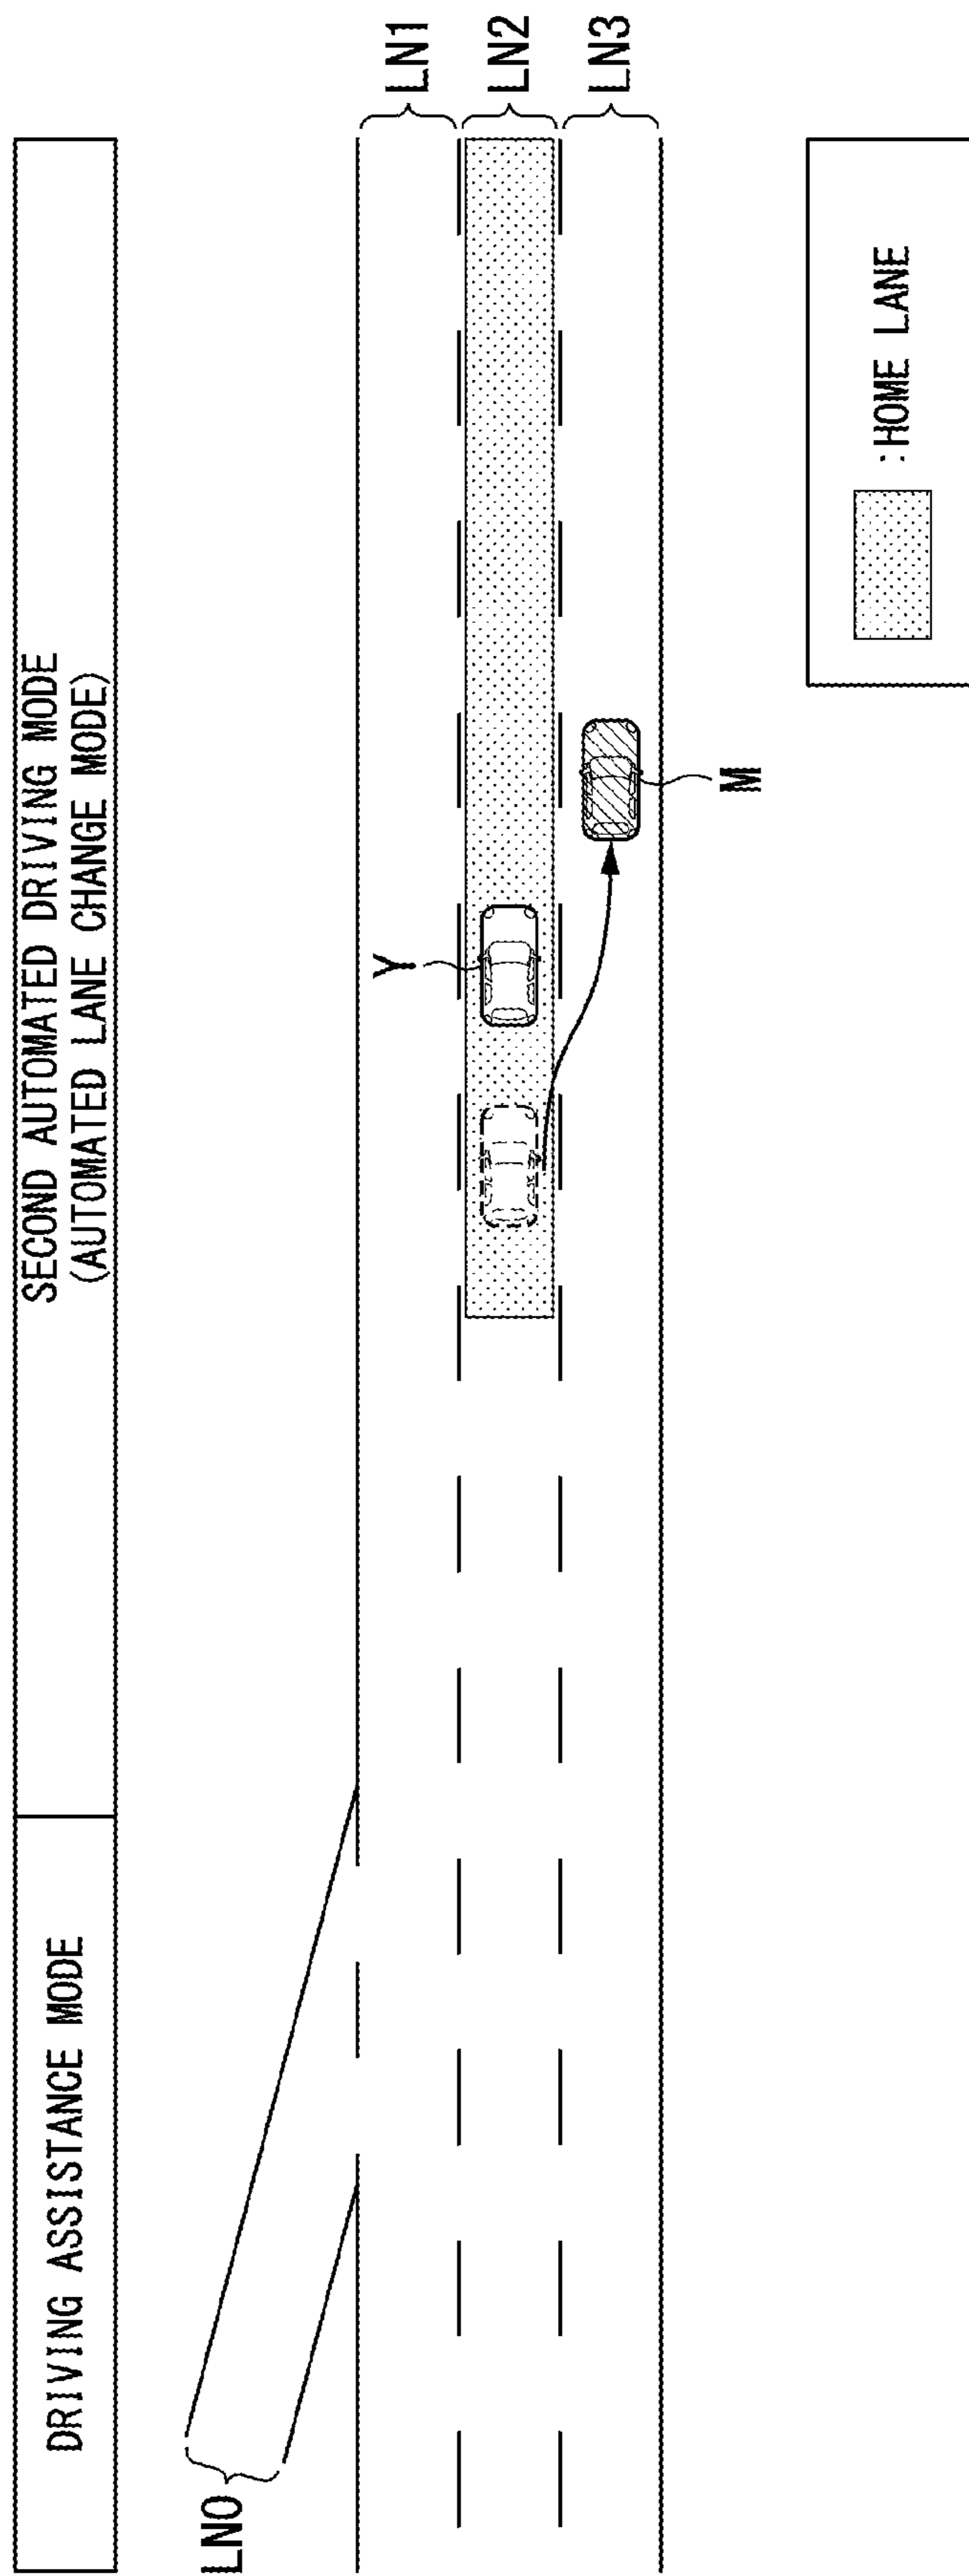 DRIVING ASSISTANCE MODE
SECOND AUTOMATED DRIVING MODE
(AUTOMATED LANE CHANGE MODE)
LN0
LN1
LN2
LN3
Y
M
:HOME LANE